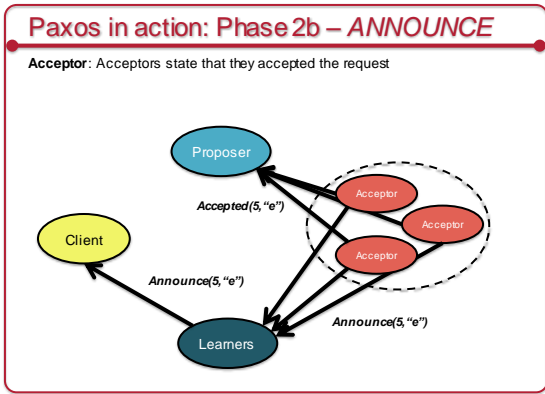 Paxos in action: Phase 2b – ANNOUNCE
Acceptor: Acceptors state that they accepted the request
Proposer
Acceptor
Accepted(5,“e”)
Acceptor
Client
Acceptor
Announce(5,“e”)
Announce(5,“e”)
Learners